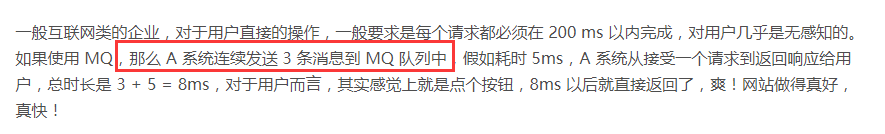 一般互联网类的企业，对于用户直接的操作，一般要求是每个请求都必须在 200 ms 以内完成，对用户几乎是无感知的。
如果使用 MQ，那么 A 系统连续发送 3 条消息到 MQ 队列中，假如耗时 5ms，A 系统从接受一个请求到返回响应给用
户，总时长是 3 + 5 = 8ms，对于用户而言，其实感觉上就是点个按钮，8ms 以后就直接返回了，爽！网站做得真好，
真快！